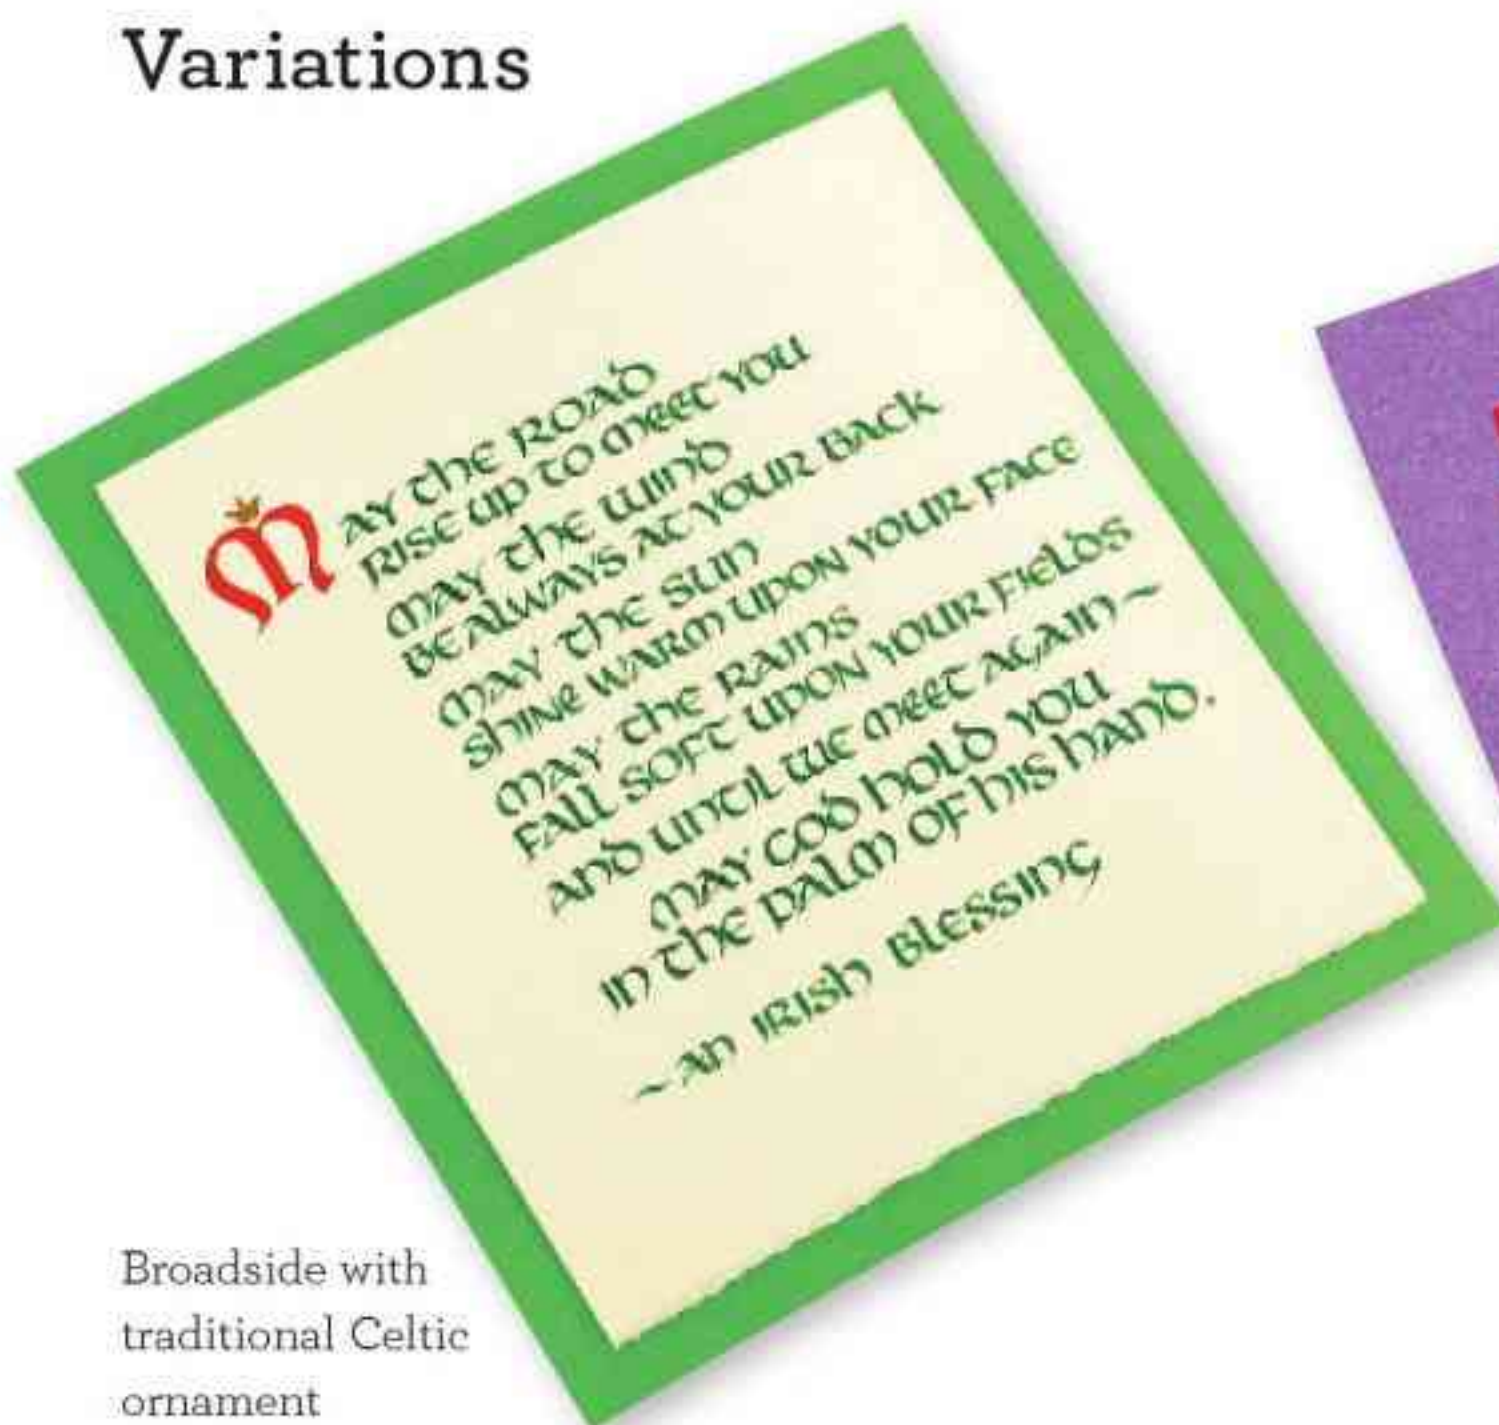 Variations
MAY THE ROAD
RISE UP TO MEET YOU
MAY THE WIND
BE ALWAYS AT YOUR BACK
MAY THE SUN
SHINE WARM UPON YOUR FACE
MAY THE RAINS
FALL SOFT UPON YOUR FIELDS
AND UNTIL WE MEET AGAIN~
MAY GOD HOLD YOU
IN THE PALM OF HIS HAND.
~AN IRISH BLESSING
Broadside with
traditional Celtic
ornament